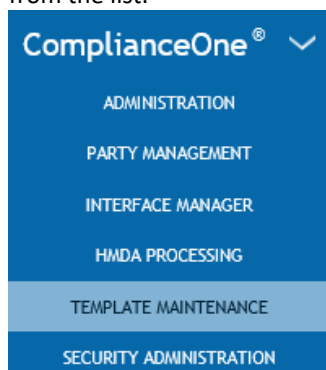 from the list.
ComplianceOne®
ADMINISTRATION
PARTY MANAGEMENT
INTERFACE MANAGER
HMDA PROCESSING
TEMPLATE MAINTENANCE
SECURITY ADMINISTRATION